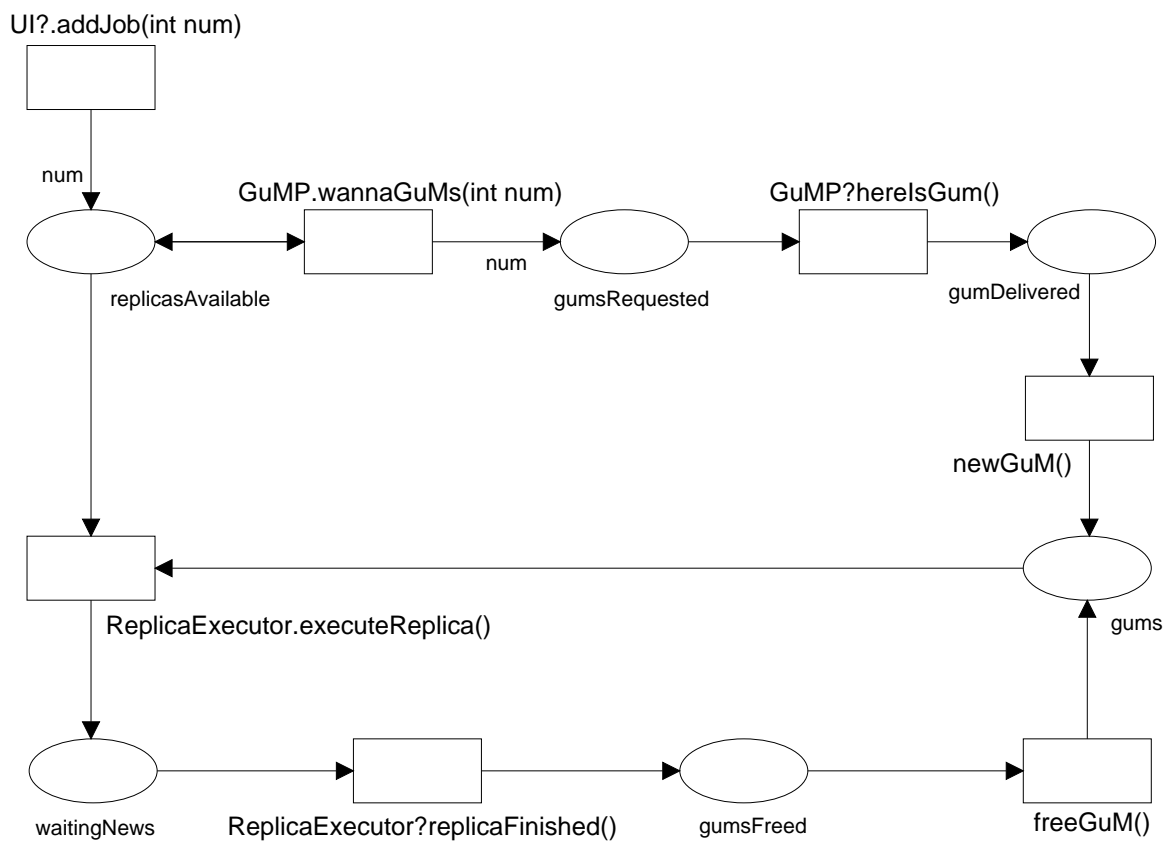 UI?.addJob(int num)
num
GuMP.wannaGuMs(int num)
GuMP?hereIsGum()
num
replicasAvailable
gumsRequested
gumDelivered
newGuM()
ReplicaExecutor.executeReplica()
gums
waitingNews
ReplicaExecutor?replicaFinished()
gumsFreed
freeGuM()